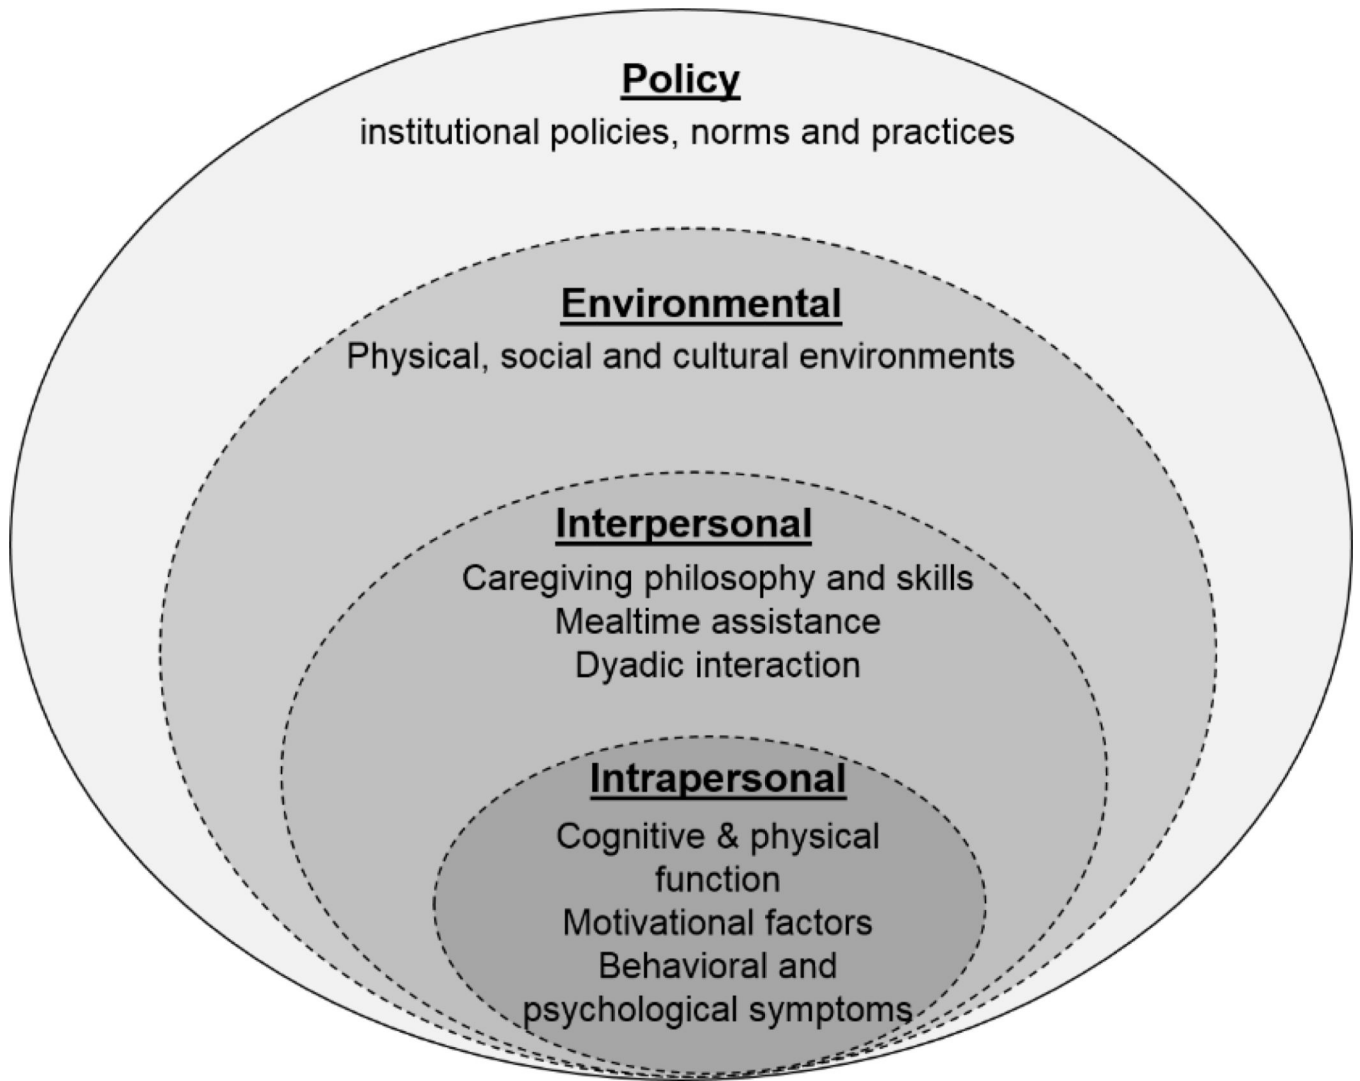 Policy
institutional policies, norms and practices
Environmental
Physical, social and cultural environments
Interpersonal
Caregiving philosophy and skills
Mealtime assistance
Dyadic interaction
Intrapersonal
Cognitive & physical
function
Motivational factors
Behavioral and
psychological symptoms